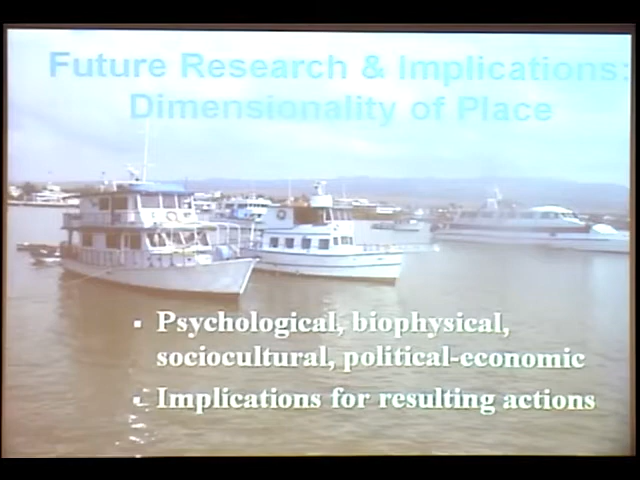 Future Research & Implications:
Dimensionality of Place
▪ Psychological, biophysical,
sociocultural, political-economic
▪ Implications for resulting actions